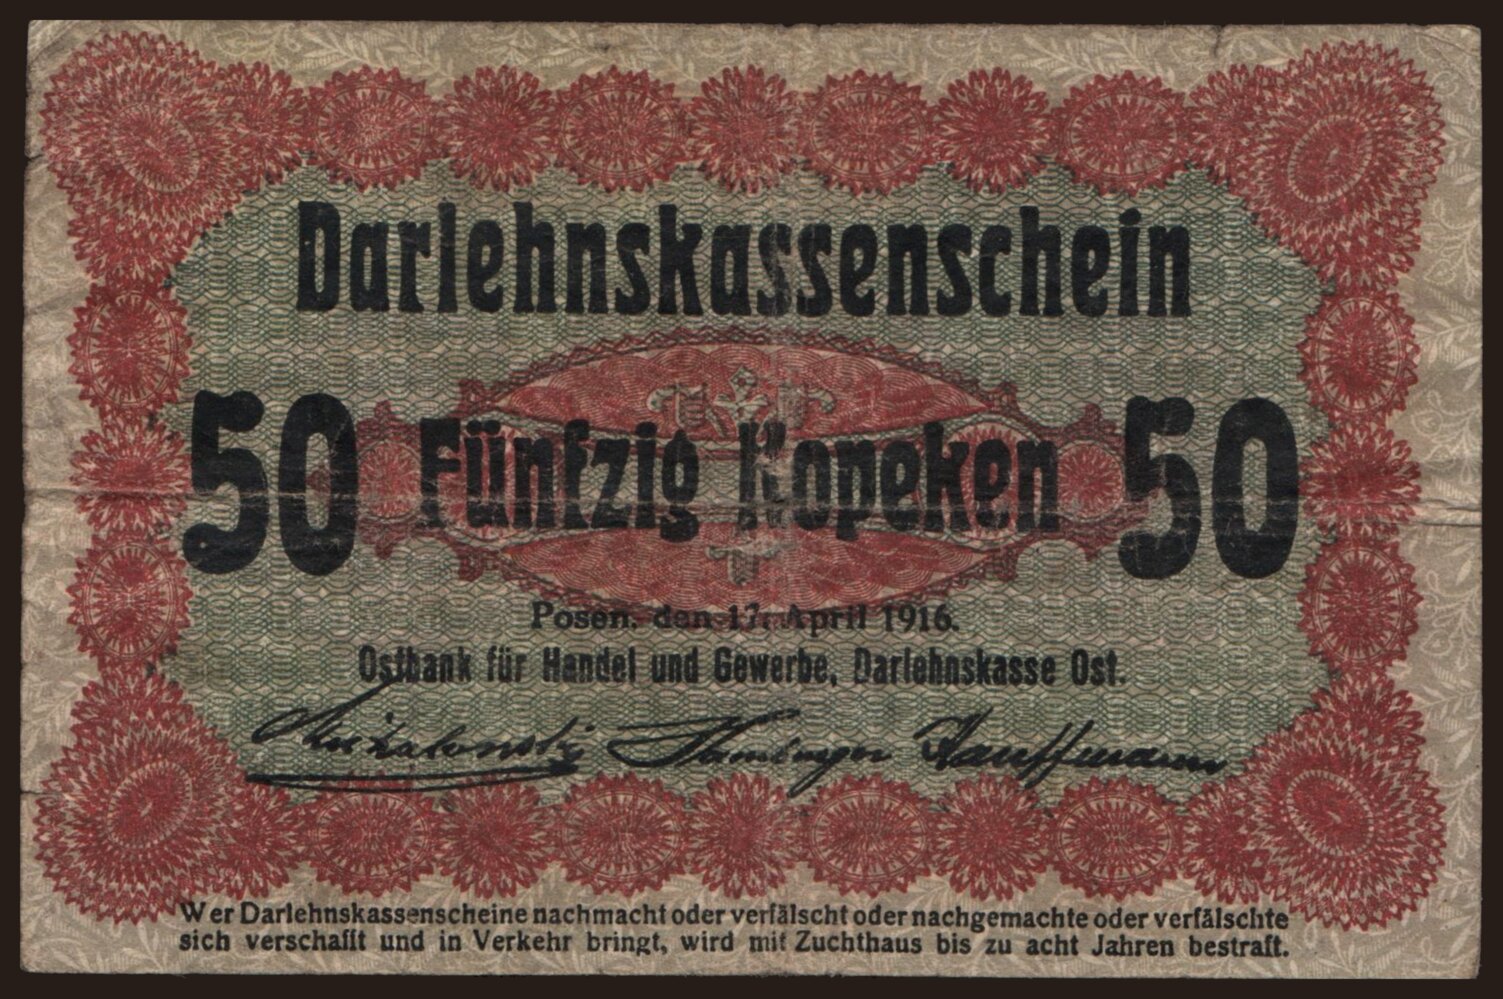 Darlehnskassenschein
50 Fünfzig Kopeken 50
Posen, den 17. April 1916.
Ostbank für Handel und Gewerbe, Darlehnskasse Ost.
Hamburger Kauffmann
Wer Darlehnskassenscheine nachmacht oder verfälscht oder nachgemachte oder verfälschte
sich verschafft und in Verkehr bringt, wird mit Zuchthaus bis zu acht Jahren bestraft.